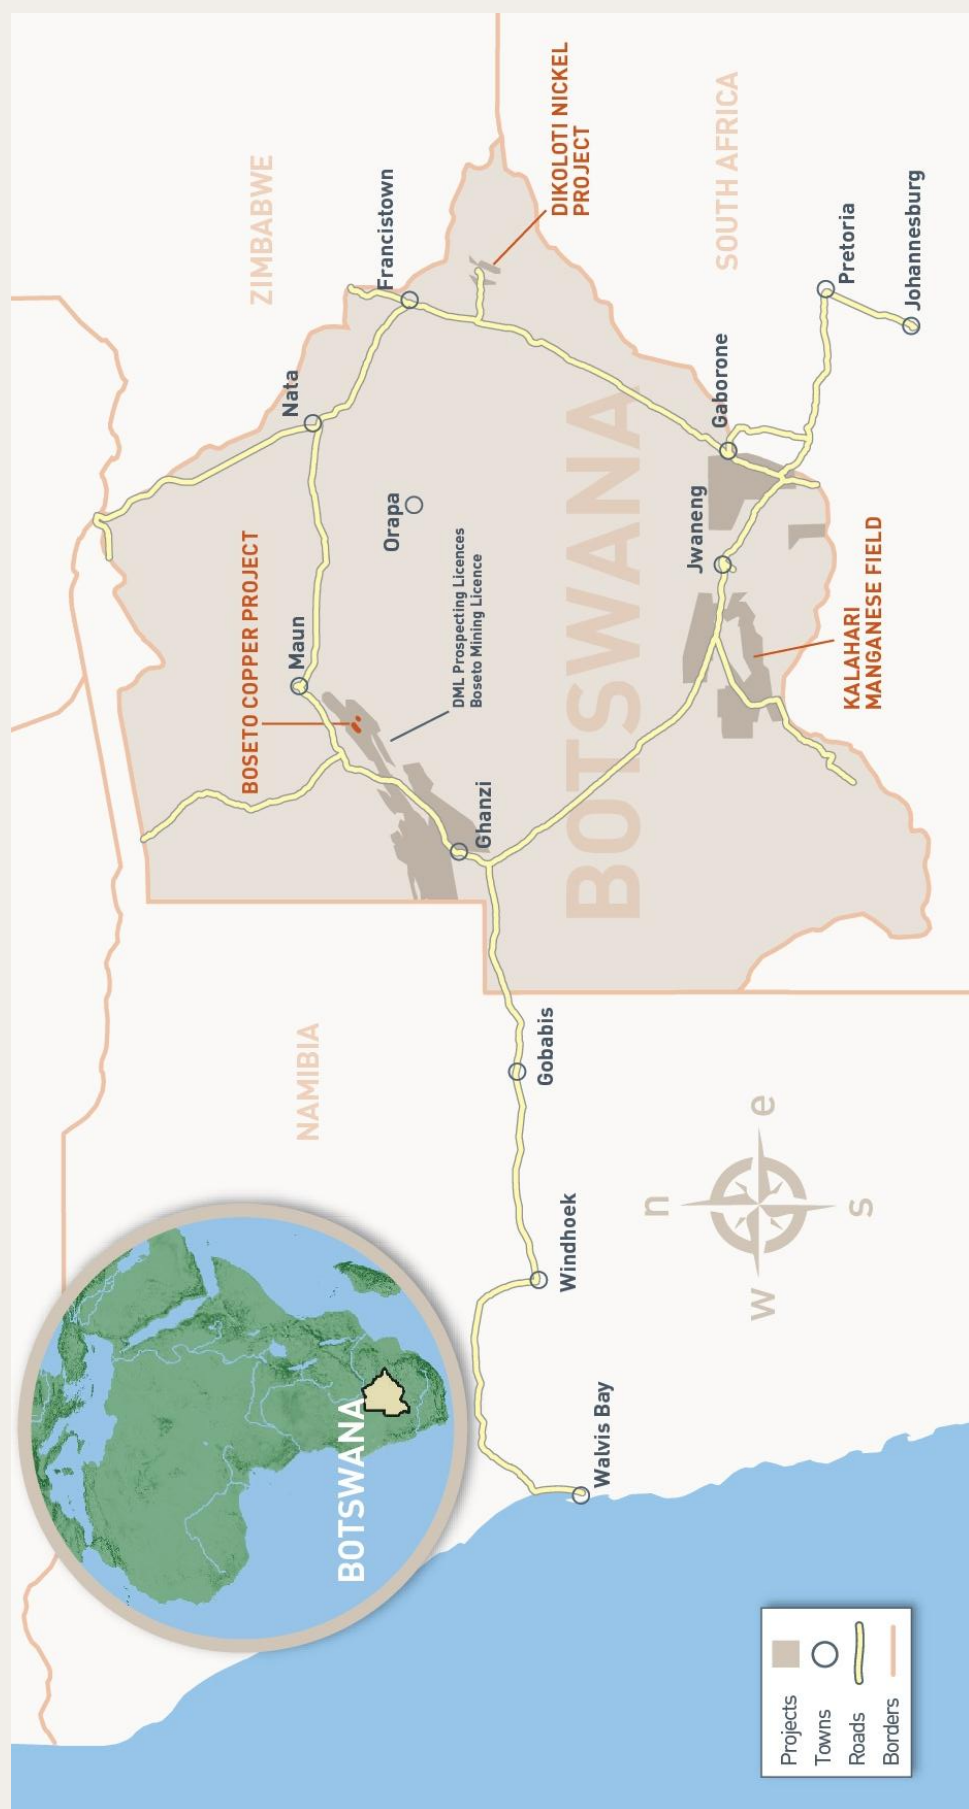 ZIMBABWE
NAMIBIA
SOUTH AFRICA
BOTSWANA
BOTSWANA
BOSETO COPPER PROJECT
DIKOLOTI NICKEL
PROJECT
KALAHARI
MANGANESE FIELD
DML Prospecting Licences
Boseto Mining Licence
Maun
Nata
Francistown
Orapa
Ghanzi
Gobabis
Windhoek
Walvis Bay
Jwaneng
Gaborone
Pretoria
Johannesburg
n
w
e
s
Projects
Towns
Roads
Borders